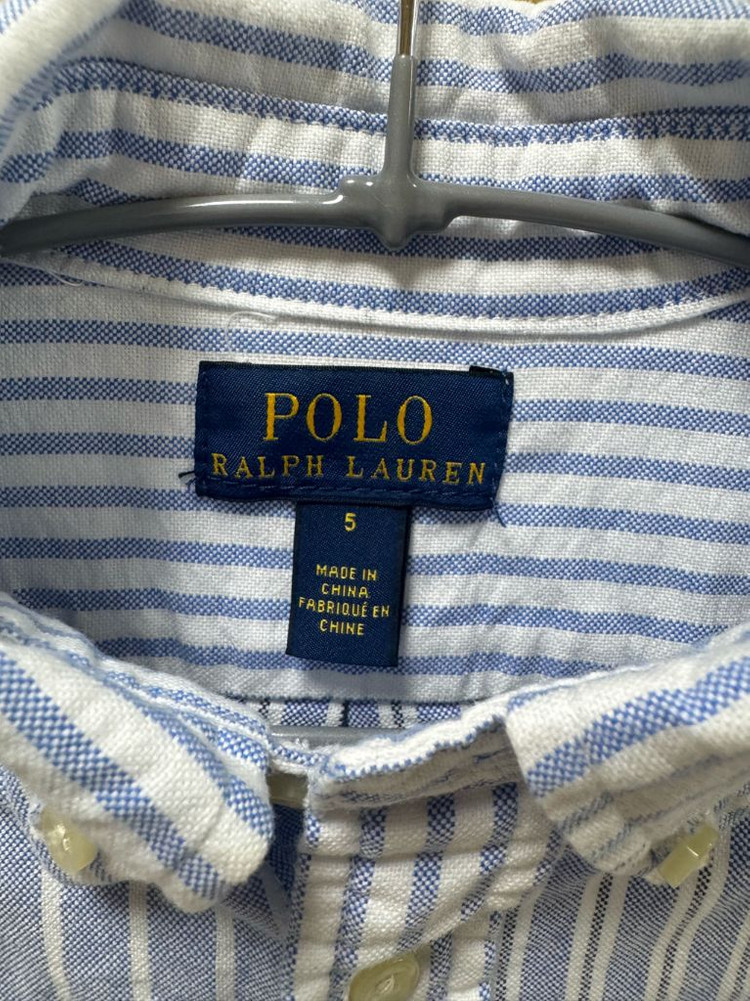 POLO
RALPH LAUREN
5
MADE IN
CHINA
FABRIQUÉ EN
CHINE